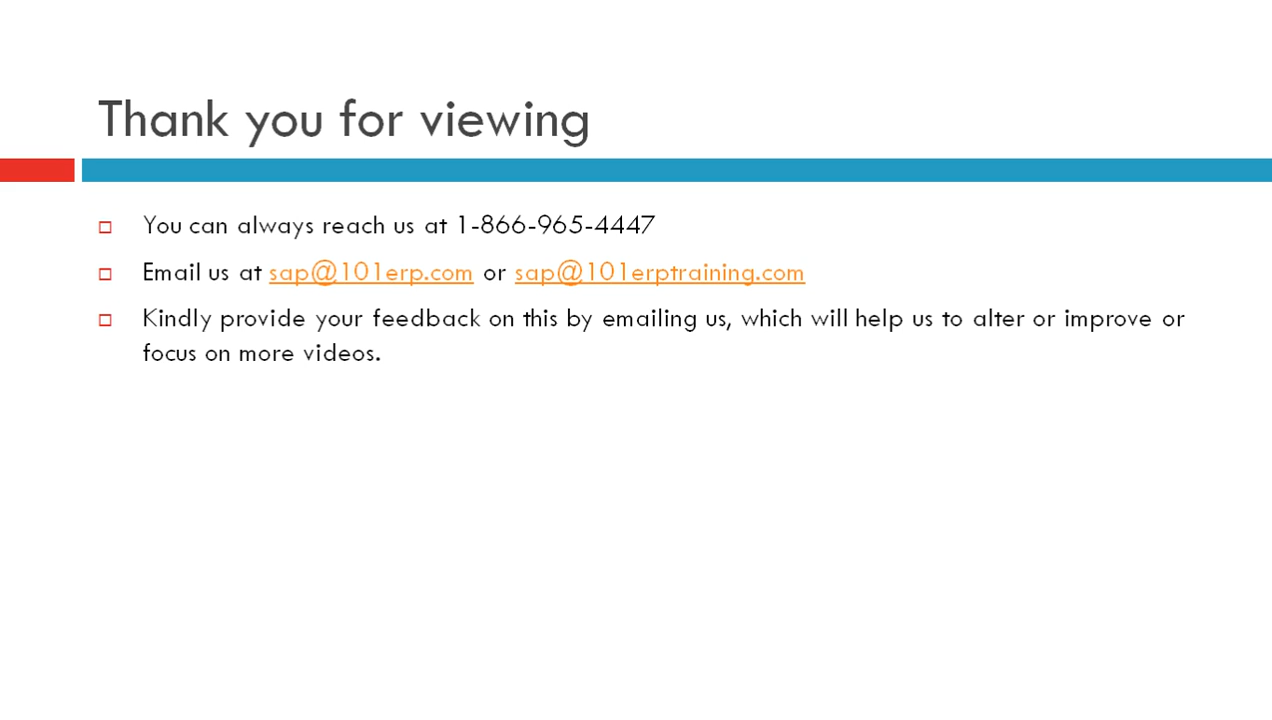 Thank you for viewing
You can always reach us at 1-866-965-4447
Email us at sap@101erp.com or sap@101erptraining.com
Kindly provide your feedback on this by emailing us, which will help us to alter or improve or
focus on more videos.